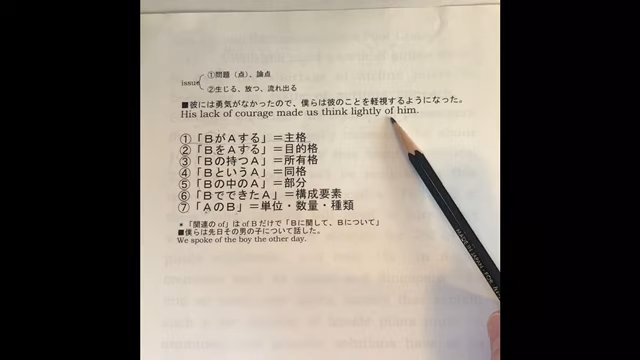 issue ①問題（点）、論点
②生じる、放つ、流れ出る
■彼には勇気がなかったので、僕らは彼のことを軽視するようになった。
His lack of courage made us think lightly of him.
①「BがAする」＝主格
②「BをAする」＝目的格
③「Bの持つA」＝所有格
④「BというA」＝同格
⑤「Bの中のA」＝部分
⑥「BでできたA」＝構成要素
⑦「AのB」＝単位・数量・種類
＊「関連のof」はof Bだけで「Bに関して、Bについて」
■僕らは先日その男の子について話した。
We spoke of the boy the other day.
MADE IN JAPAN